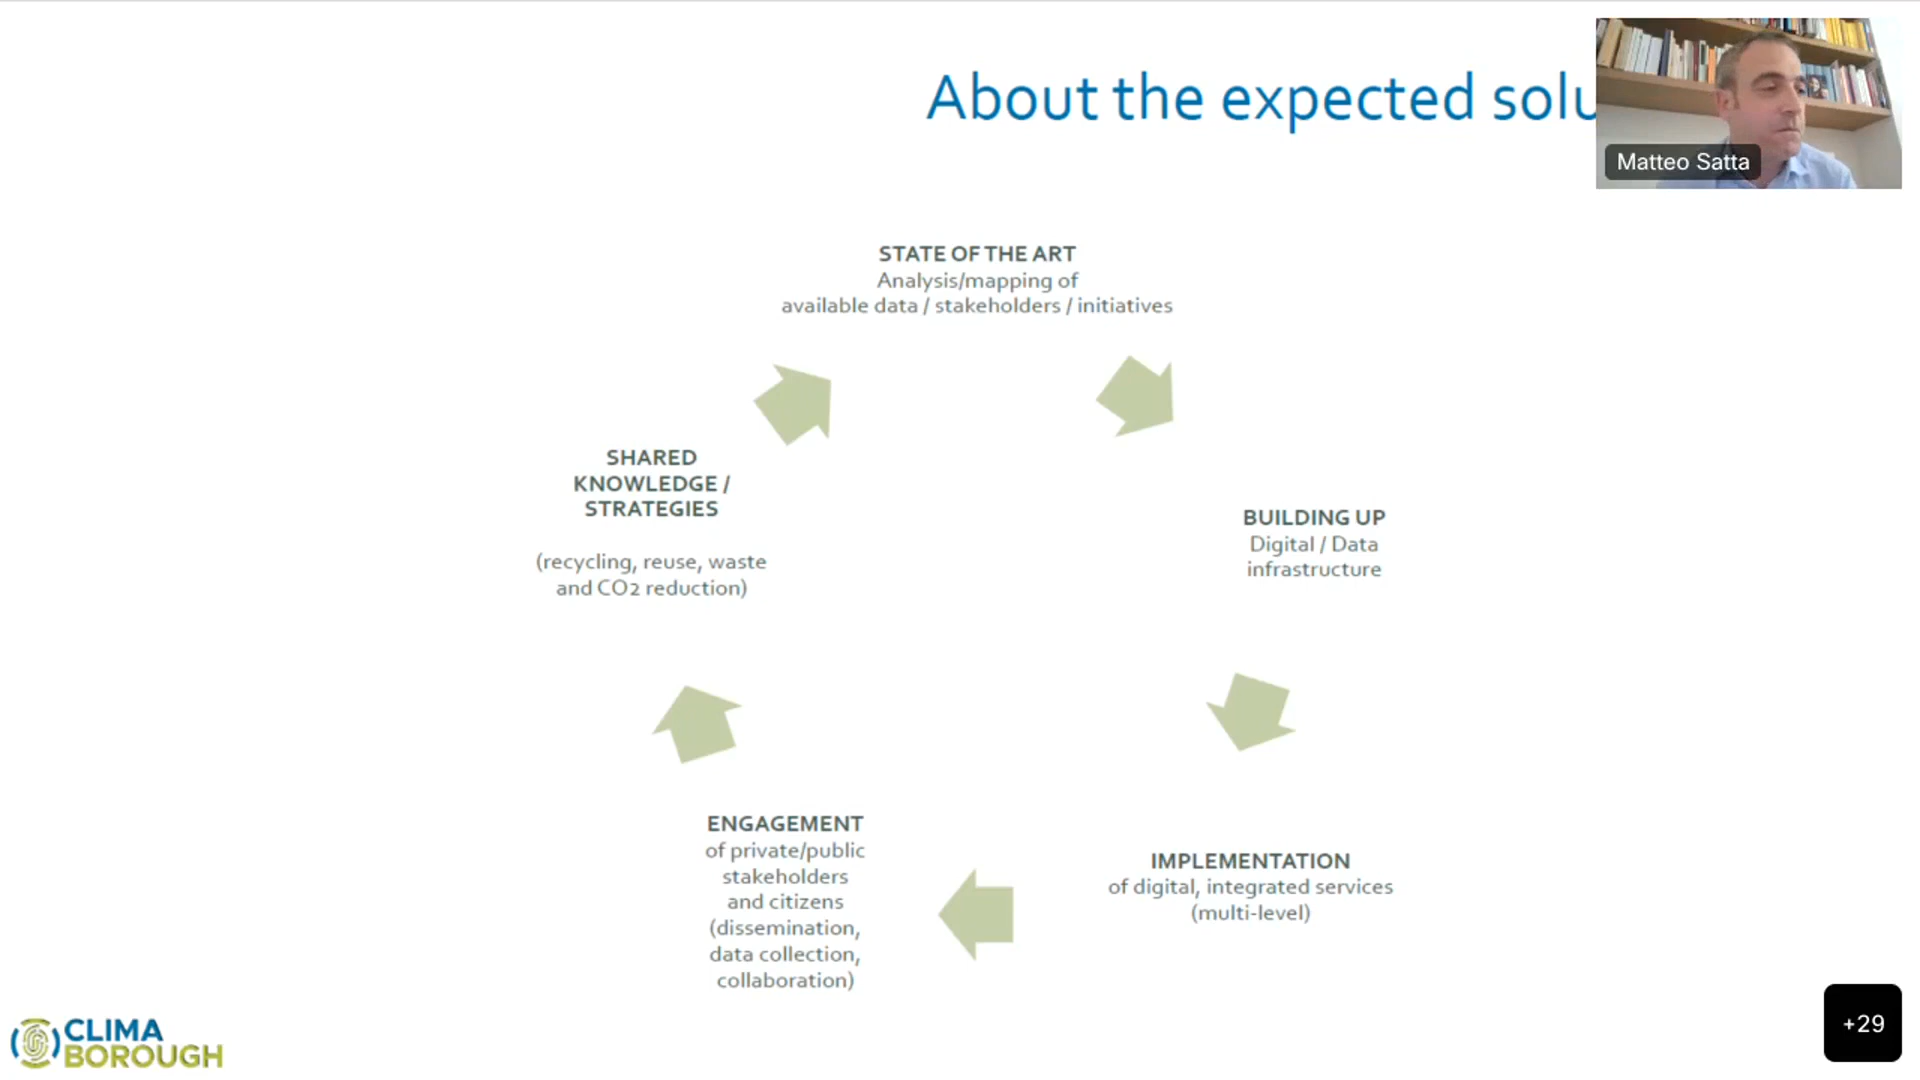 About the expected solu
Matteo Satta
STATE OF THE ART
Analysis/mapping of
available data / stakeholders / initiatives
SHARED
KNOWLEDGE /
STRATEGIES
(recycling, reuse, waste
and CO2 reduction)
BUILDING UP
Digital / Data
infrastructure
ENGAGEMENT
of private/public
stakeholders
and citizens
(dissemination,
data collection,
collaboration)
IMPLEMENTATION
of digital, integrated services
(multi-level)
CLIMA
BOROUGH
+29